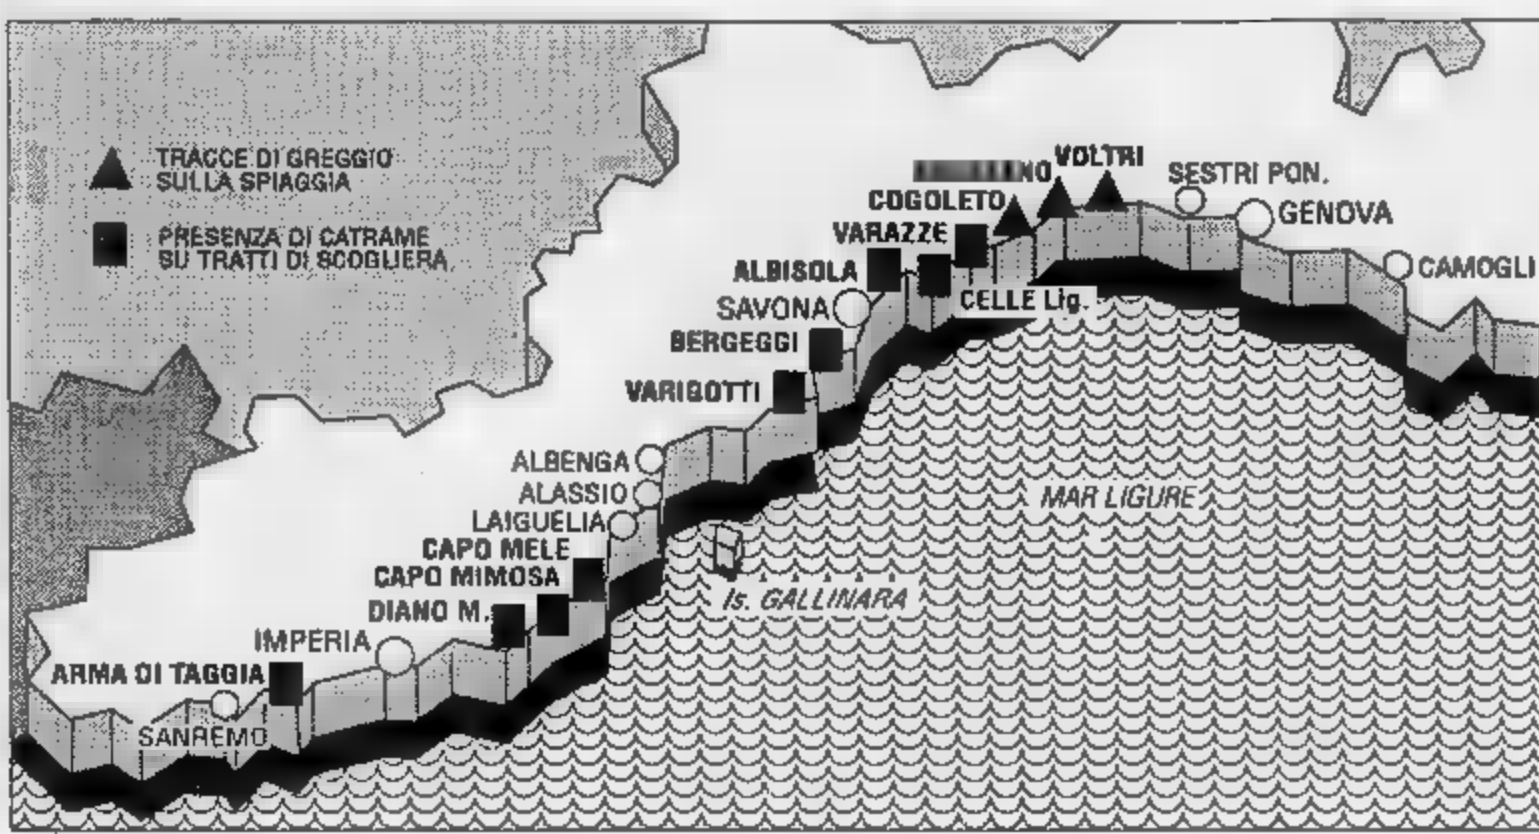 TRACCE DI GREGGIO
SULLA SPIAGGIA
PRESENZA DI CATRAME
SU TRATTI DI SCOGLIERA
VOLTRI
SESTRI PON.
COGOLETO
GENOVA
VARAZZE
ALBISOLA
CAMOGLI
SAVONA
CELLE Lig.
BERGEGGI
VARIGOTTI
ALBENGA
ALASSIO
MAR LIGURE
LAIGUELIA
CAPO MELE
CAPO MIMOSA
Is. GALLINARA
DIANO M.
IMPERIA
ARMA DI TAGGIA
SANREMO